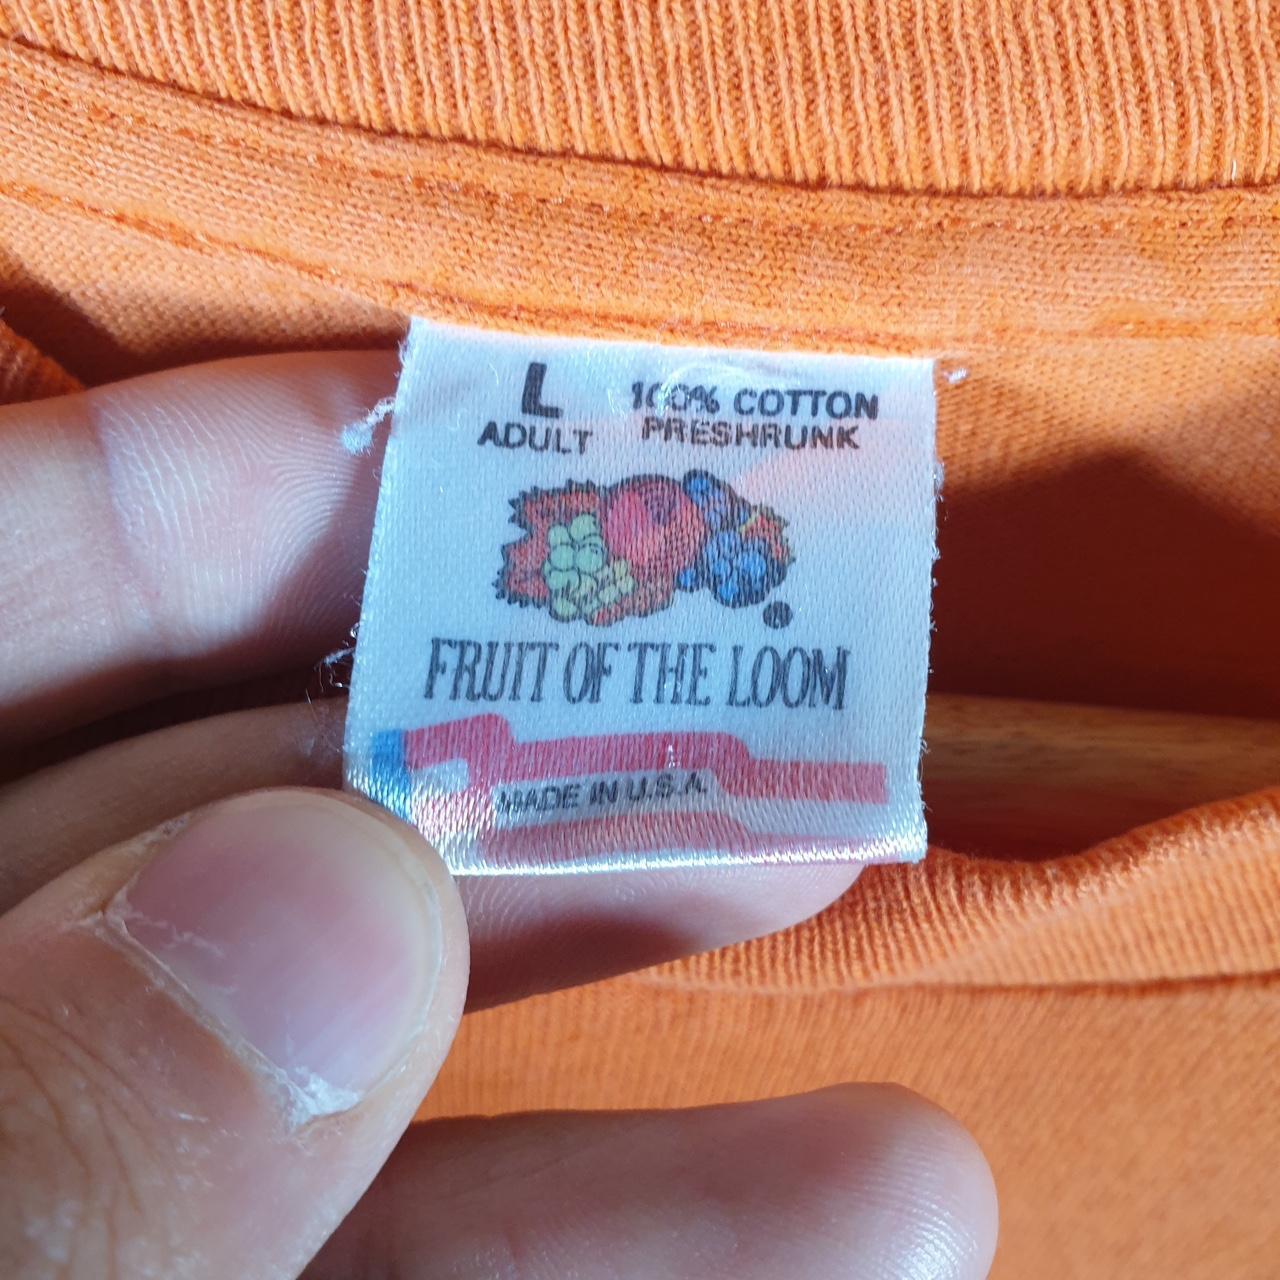 L
ADULT
100% COTTON
PRESHRUNK
®
FRUIT OF THE LOOM
MADE IN U.S.A.